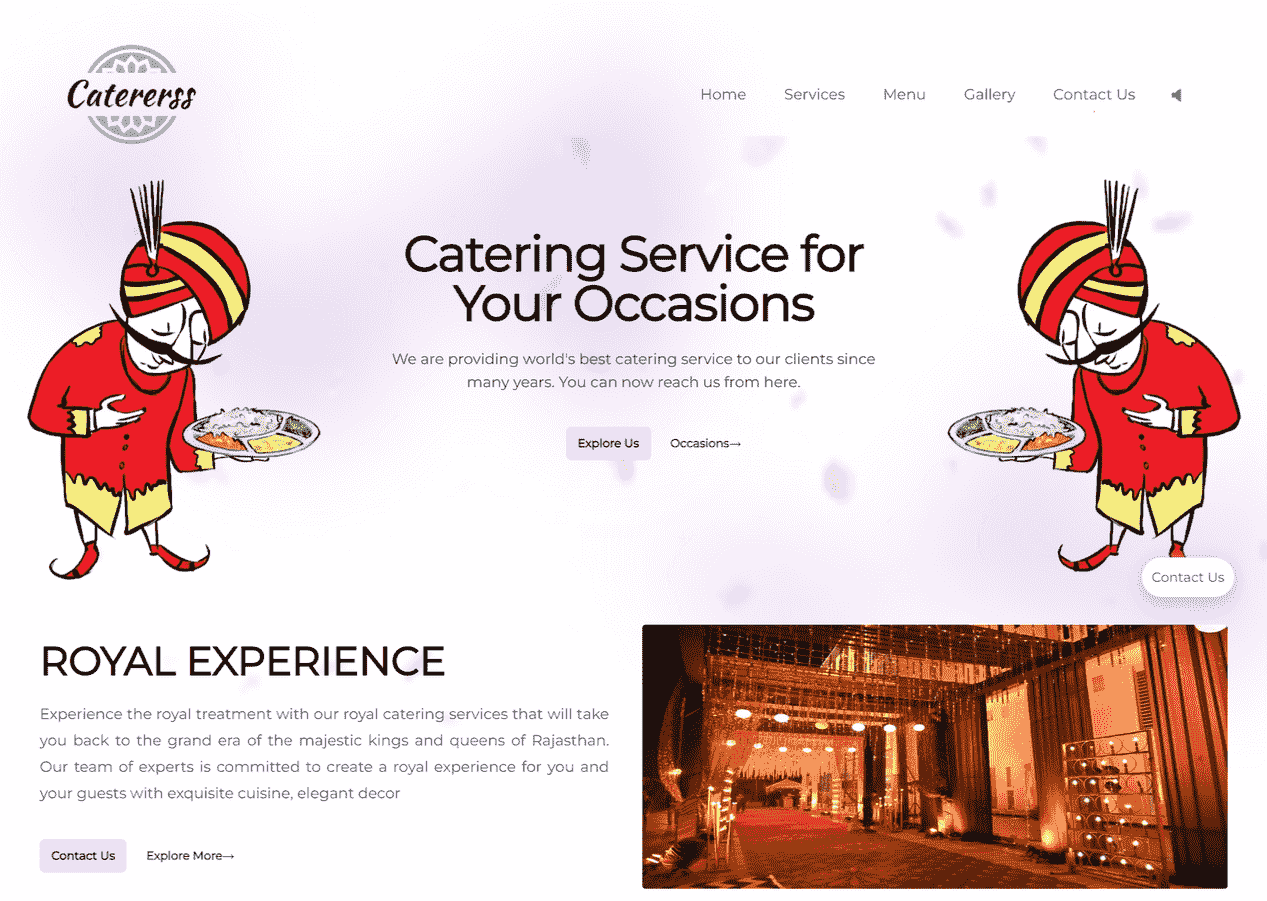 Catererss
Home Services Menu Gallery Contact Us
Catering Service for
Your Occasions
We are providing world's best catering service to our clients since
many years. You can now reach us from here.
Explore Us Occasions→
Contact Us
ROYAL EXPERIENCE
Experience the royal treatment with our royal catering services that will take
you back to the grand era of the majestic kings and queens of Rajasthan.
Our team of experts is committed to create a royal experience for you and
your guests with exquisite cuisine, elegant decor
Contact Us Explore More→